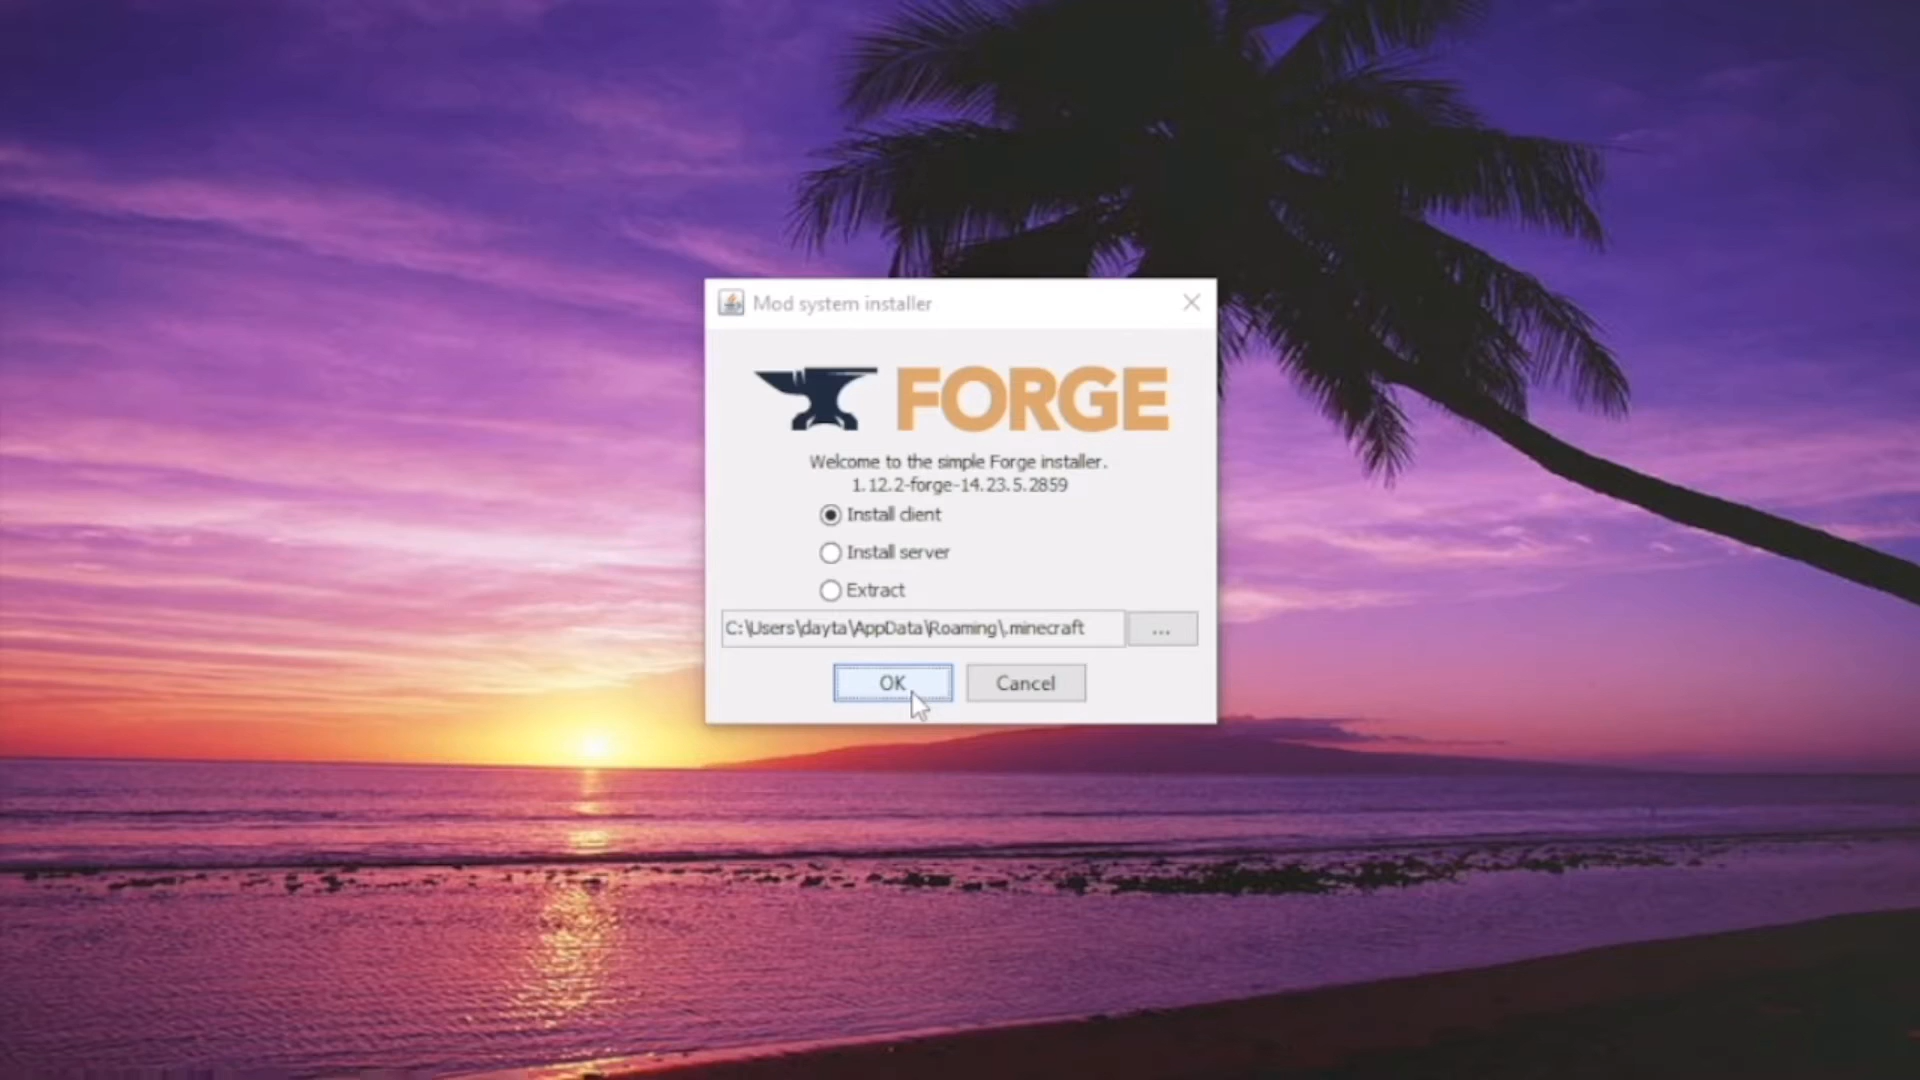 Mod system installer
FORGE
Welcome to the simple Forge installer.
1.12.2-forge-14.23.5.2859
Install client
Install server
Extract
C:\Users\dayta\AppData\Roaming\.minecraft
...
OK Cancel